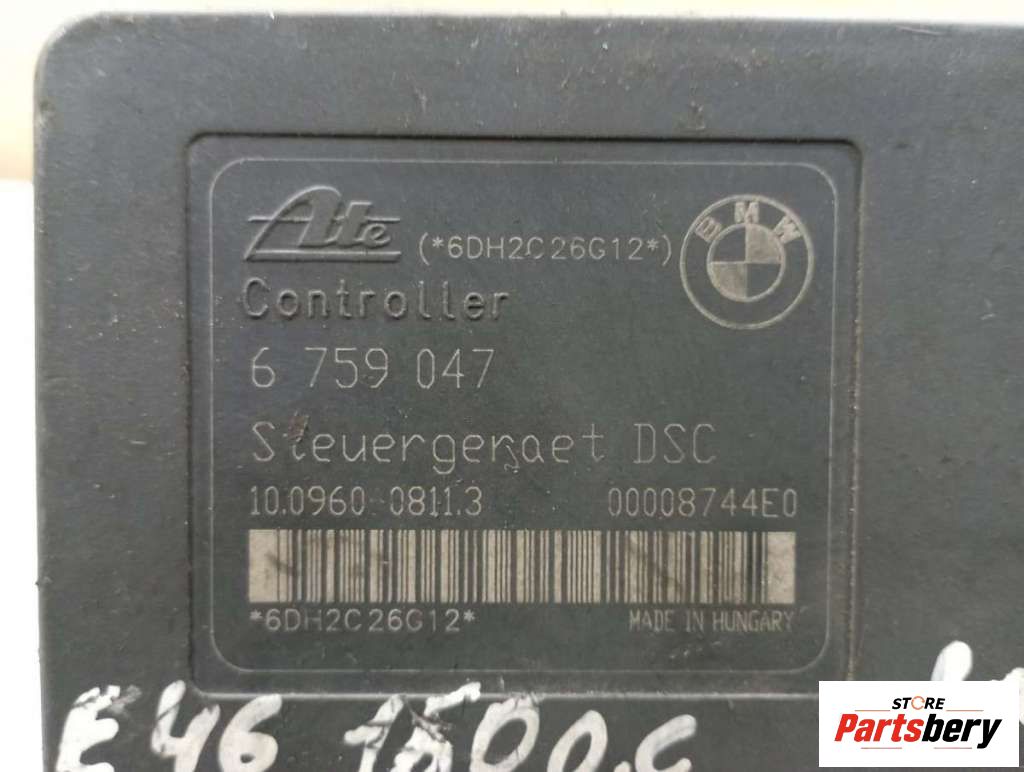 Ate (*6DH2C26G12*) BMW
Controller
6 759 047
Steuergeraet DSC
10.0960-0811.3 00008744E0
*6DH2C26G12* MADE IN HUNGARY
E46
STORE
Partsbery